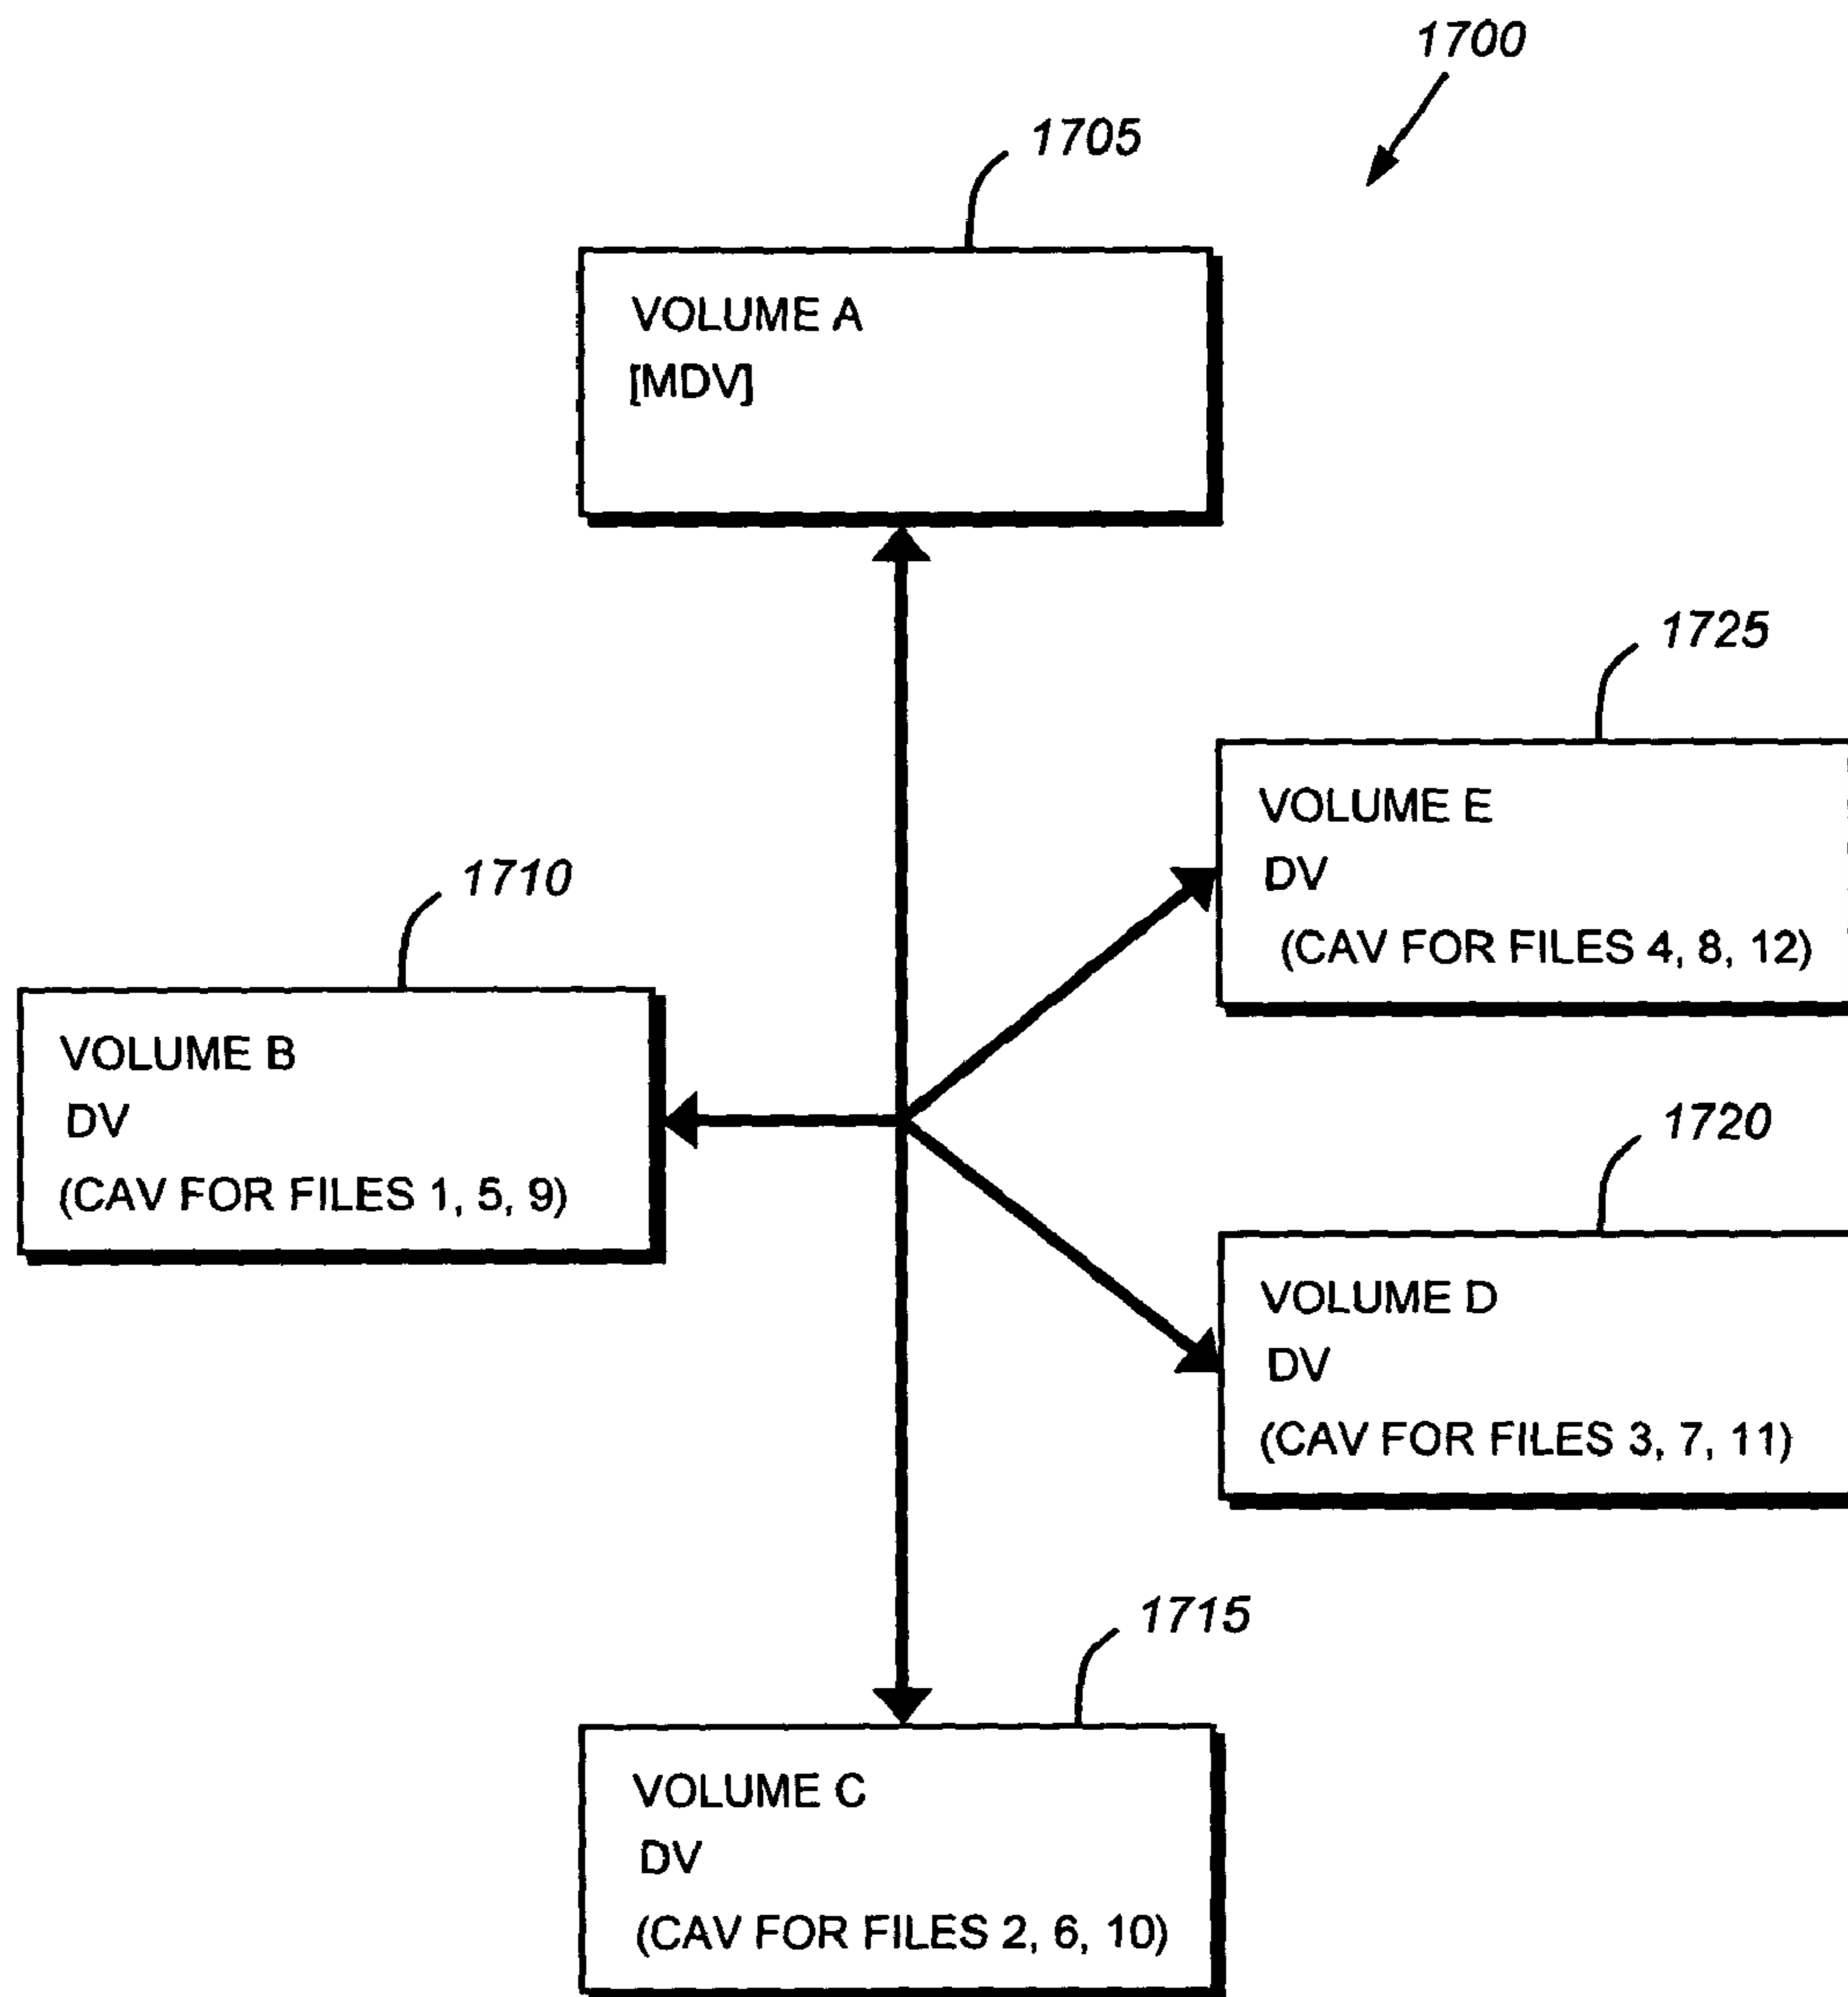 1700
1705
VOLUME A
[MDV]
1725
VOLUME E
DV
(CAV FOR FILES 4, 8, 12)
1710
VOLUME B
DV
(CAV FOR FILES 1, 5, 9)
1720
VOLUME D
DV
(CAV FOR FILES 3, 7, 11)
1715
VOLUME C
DV
(CAV FOR FILES 2, 6, 10)